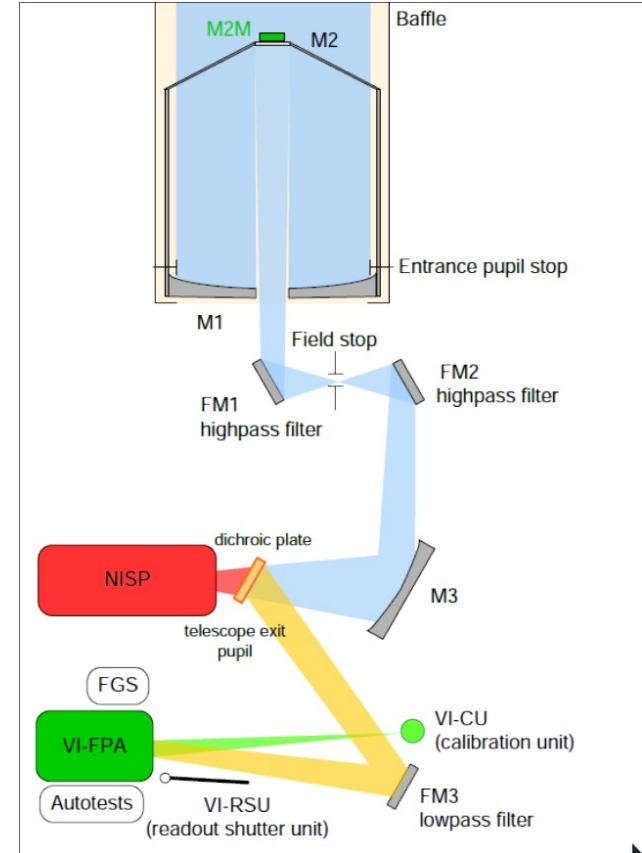 Baffle
M2M
M2
Entrance pupil stop
M1
Field stop
FM1
highpass filter
FM2
highpass filter
dichroic plate
NISP
M3
telescope exit
pupil
FGS
VI-FPA
VI-CU
(calibration unit)
Autotests
VI-RSU
(readout shutter unit)
FM3
lowpass filter